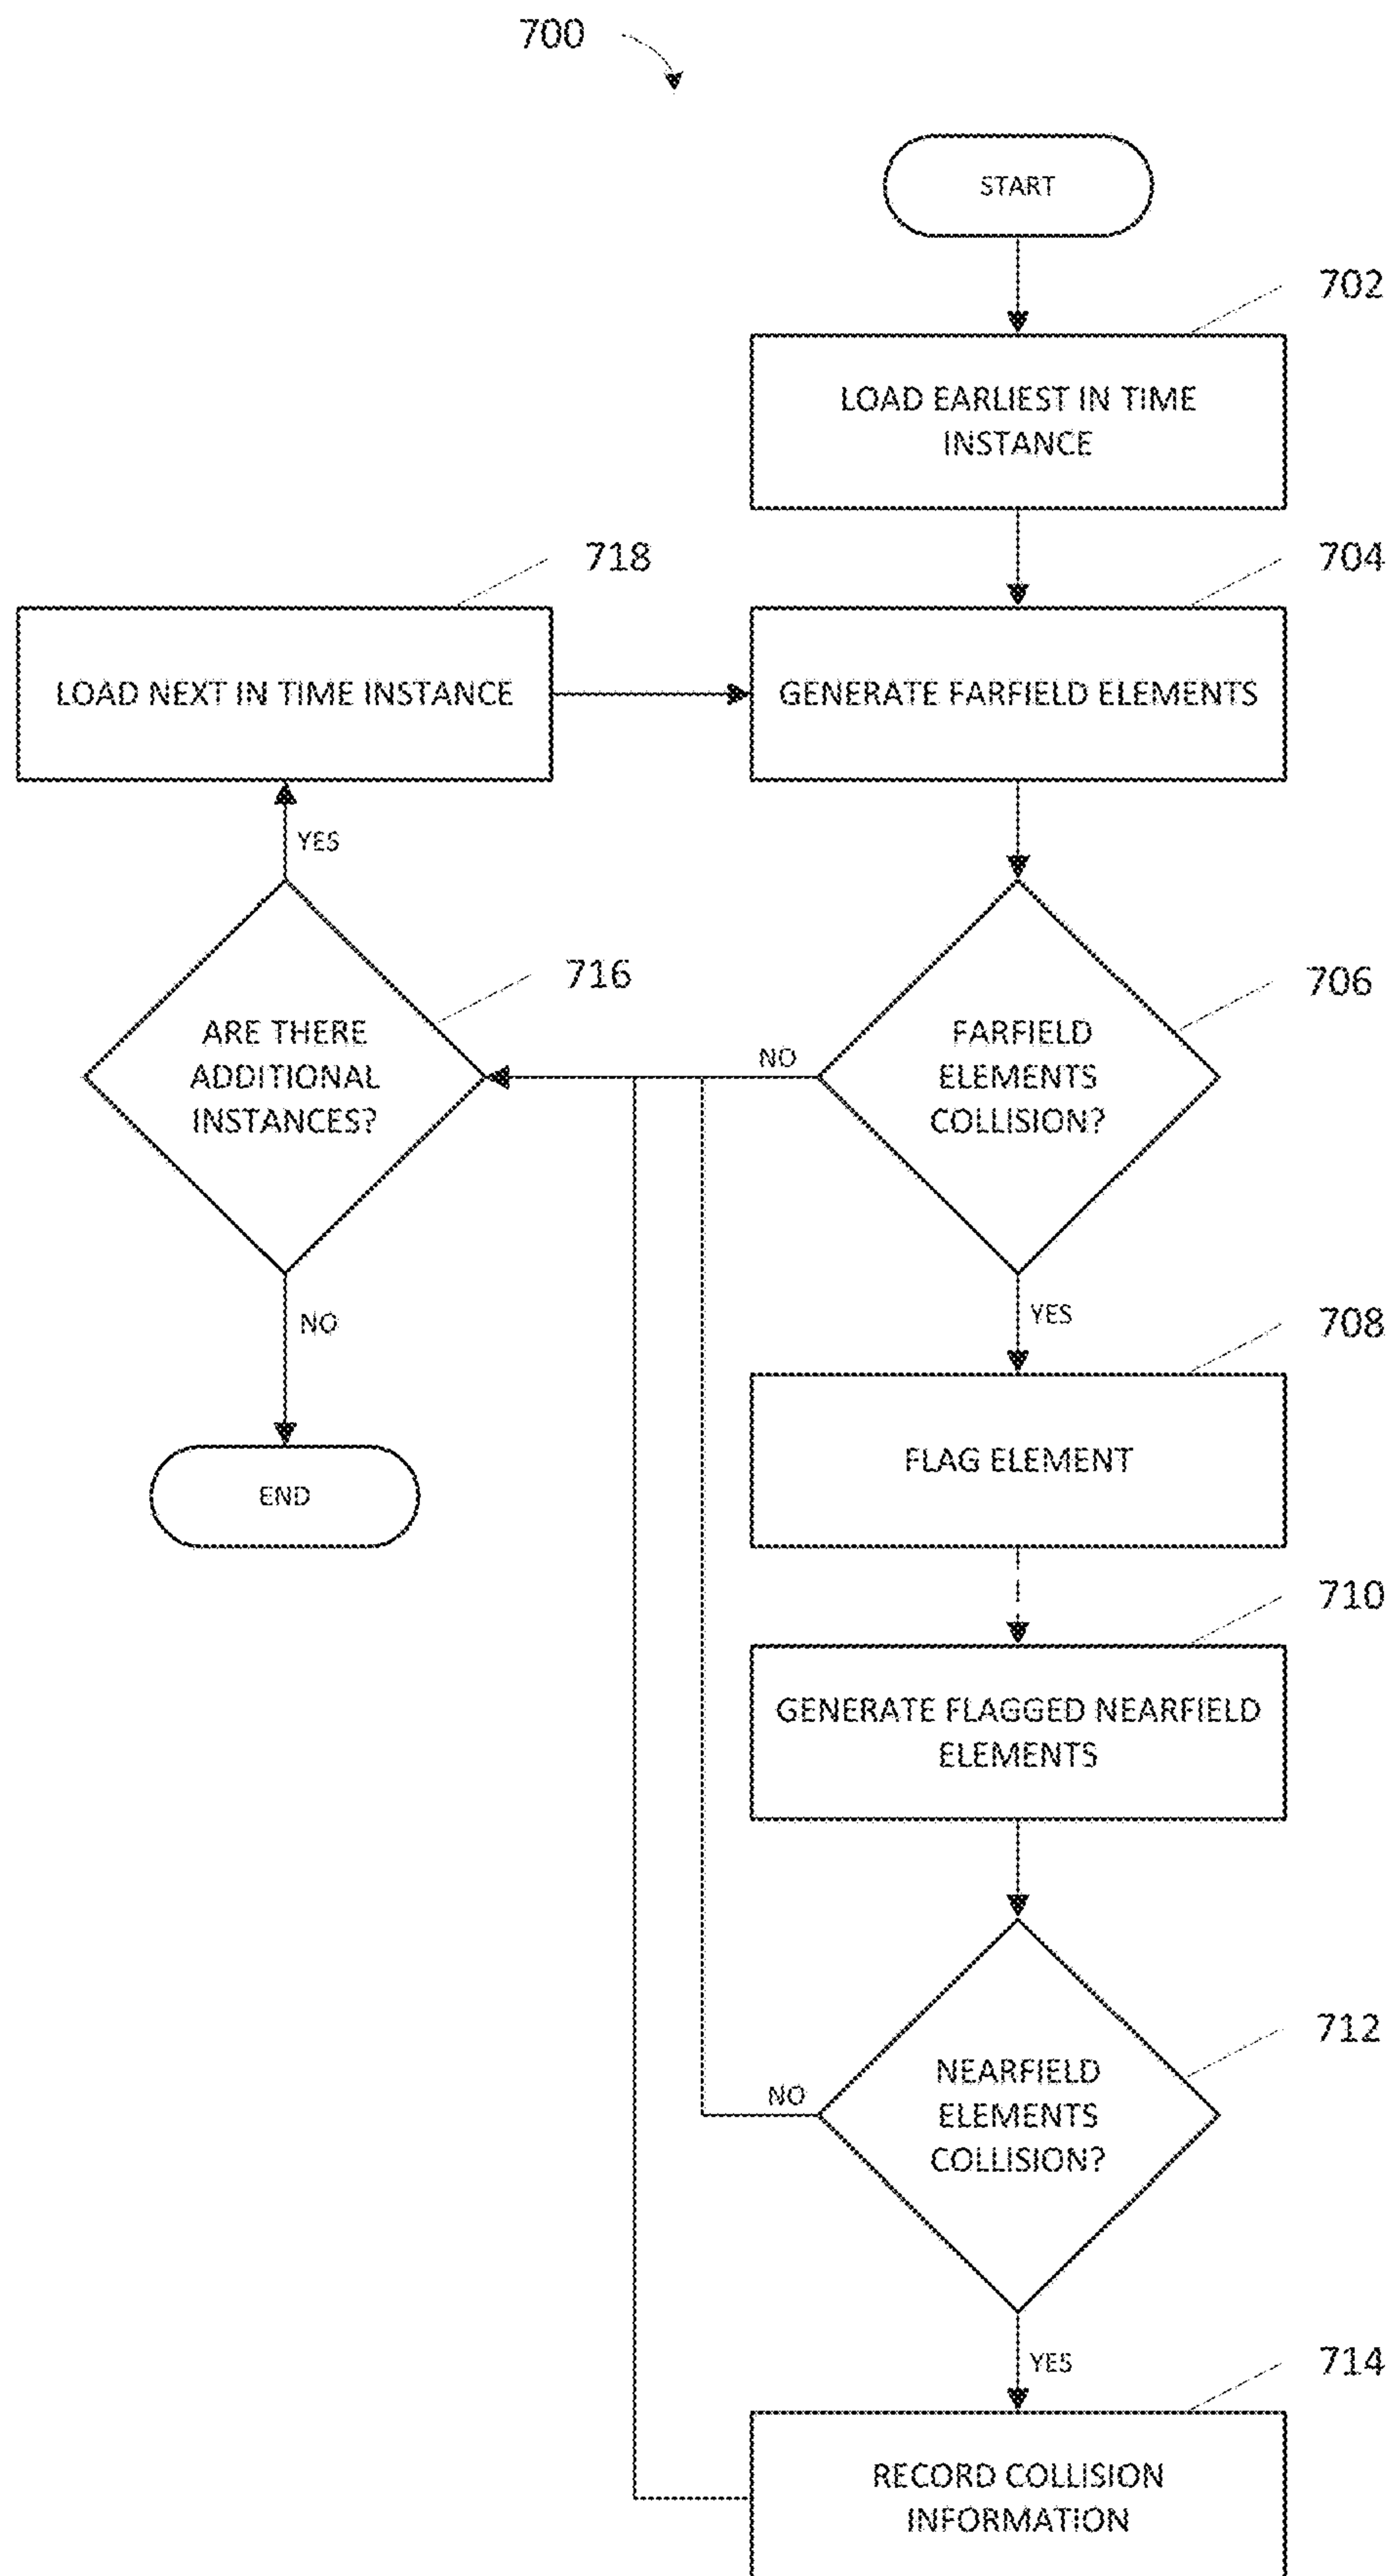 700
START
702
LOAD EARLIEST IN TIME
INSTANCE
718
704
LOAD NEXT IN TIME INSTANCE
GENERATE FARFIELD ELEMENTS
YES
716
706
ARE THERE
ADDITIONAL
INSTANCES?
NO
FARFIELD
ELEMENTS
COLLISION?
NO
YES
708
END
FLAG ELEMENT
710
GENERATE FLAGGED NEARFIELD
ELEMENTS
712
NO
NEARFIELD
ELEMENTS
COLLISION?
YES
714
RECORD COLLISION
INFORMATION